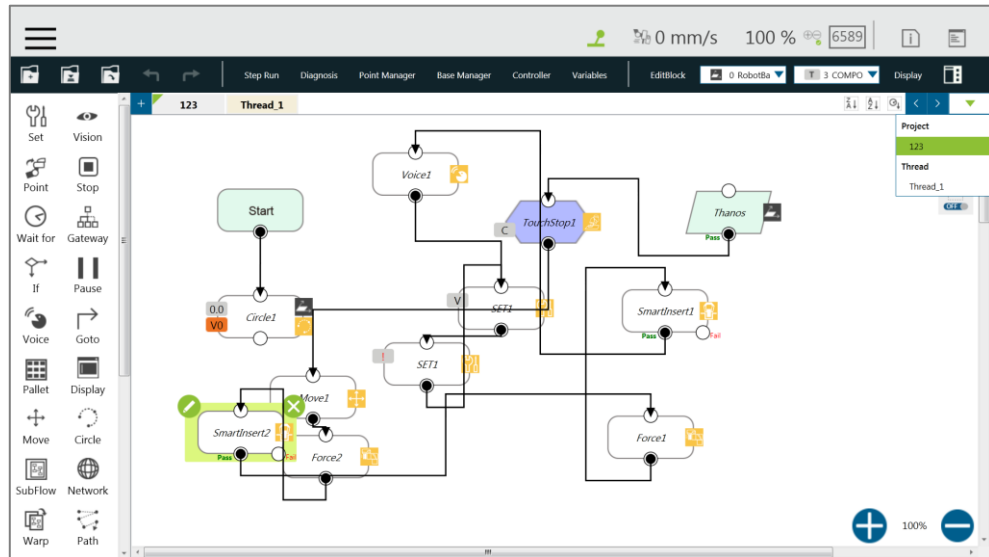 0 mm/s 100 % 6589
Step Run Diagnosis Point Manager Base Manager Controller Variables EditBlock 0 RobotBa T 3 COMPO Display
123 Thread_1
Project
123
Thread
Thread_1
OFF
Set Vision
Point Stop
Wait for Gateway
If Pause
Voice Goto
Pallet Display
Move Circle
SubFlow Network
Warp Path
Voice1
Start
TouchStop1
C
Thanos
Pass
0.0
V0
Circle1
V
SET1
SmartInsert1
Pass Fail
!
SET1
Move1
SmartInsert2
Pass Fail
Force2
Force1
100%